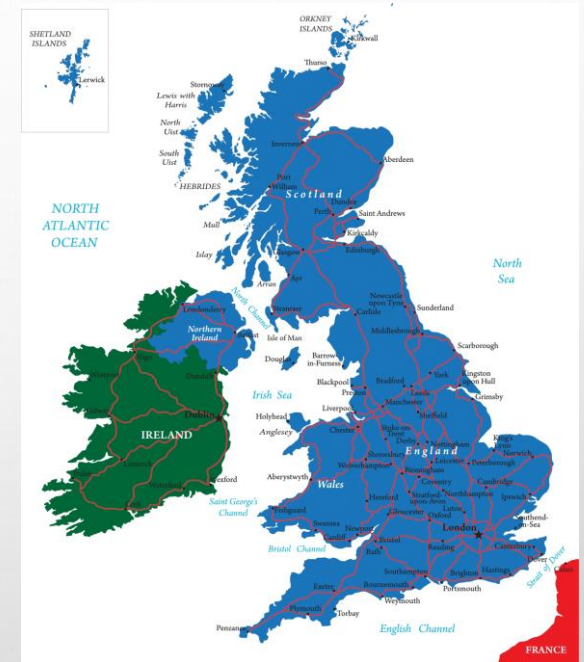 ORKNEY
ISLANDS
Kirkwall
SHETLAND
ISLANDS
Lerwick
Thurso
Stornoway
Lewis with
Harris
North
Uist
South
Uist
HEBRIDES
Inverness
Aberdeen
Port
William
Scotland
Dundee
Perth
Saint Andrews
Kirkcaldy
Mull
Glasgow
Edinburgh
Islay
Ayr
Arran
NORTH
ATLANTIC
OCEAN
North
Sea
North Channel
Stranraer
Newcastle
upon Tyne
Sunderland
Carlisle
Londonderry
Northern
Ireland
Isle of Man
Middlesbrough
Scarborough
Douglas
Barrow
in-Furness
Dundalk
York
Kingston
upon Hull
Blackpool
Bradford
Leeds
Preston
Grimsby
Irish Sea
Manchester
Liverpool
Sheffield
Dublin
Holyhead
Anglesey
Chester
Stoke-on-
Trent
Derby
Nottingham
King's
Lynn
Norwich
IRELAND
England
Shrewsbury
Leicester
Peterborough
Wolverhampton
Birmingham
Limerick
Aberystwyth
Wales
Coventry
Cambridge
Waterford
Wexford
Hereford
Stratford-
upon-Avon
Northampton
Ipswich
Cork
Saint George's
Channel
Fishguard
Gloucester
Oxford
Luton
Southend-
on-Sea
Swansea
Newport
Cardiff
London
Bristol Channel
Bristol
Bath
Reading
Canterbury
Dover
Strait of Dover
Southampton
Brighton
Hastings
Exeter
Bournemouth
Portsmouth
Weymouth
Plymouth
Torbay
Penzance
English Channel
FRANCE